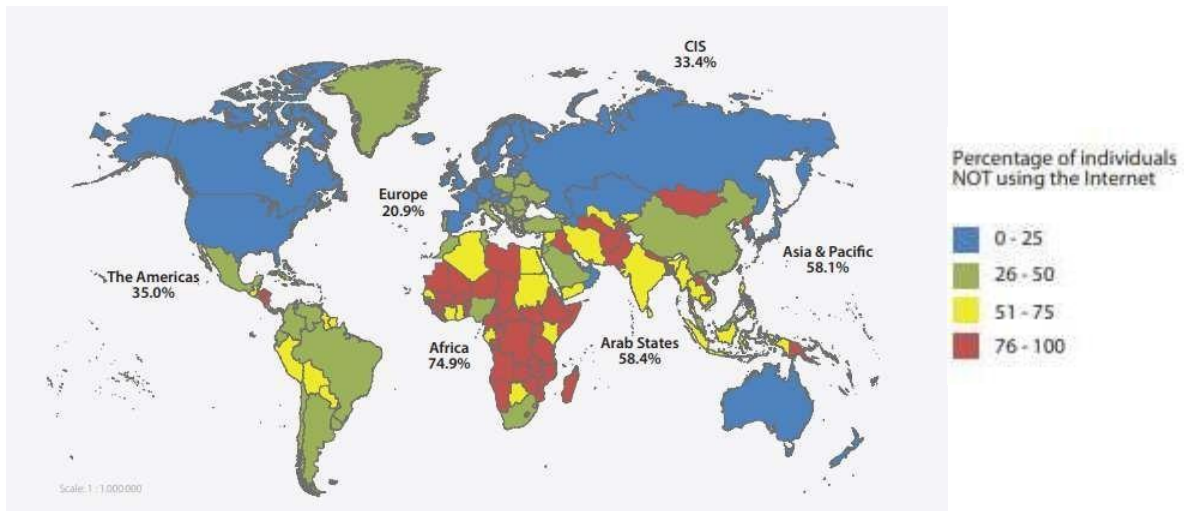 CIS
33.4%
Europe
20.9%
The Americas
35.0%
Asia & Pacific
58.1%
Africa
74.9%
Arab States
58.4%
Scale: 1 : 1.000 000
Percentage of individuals
NOT using the Internet
0 - 25
26 - 50
51 - 75
76 - 100